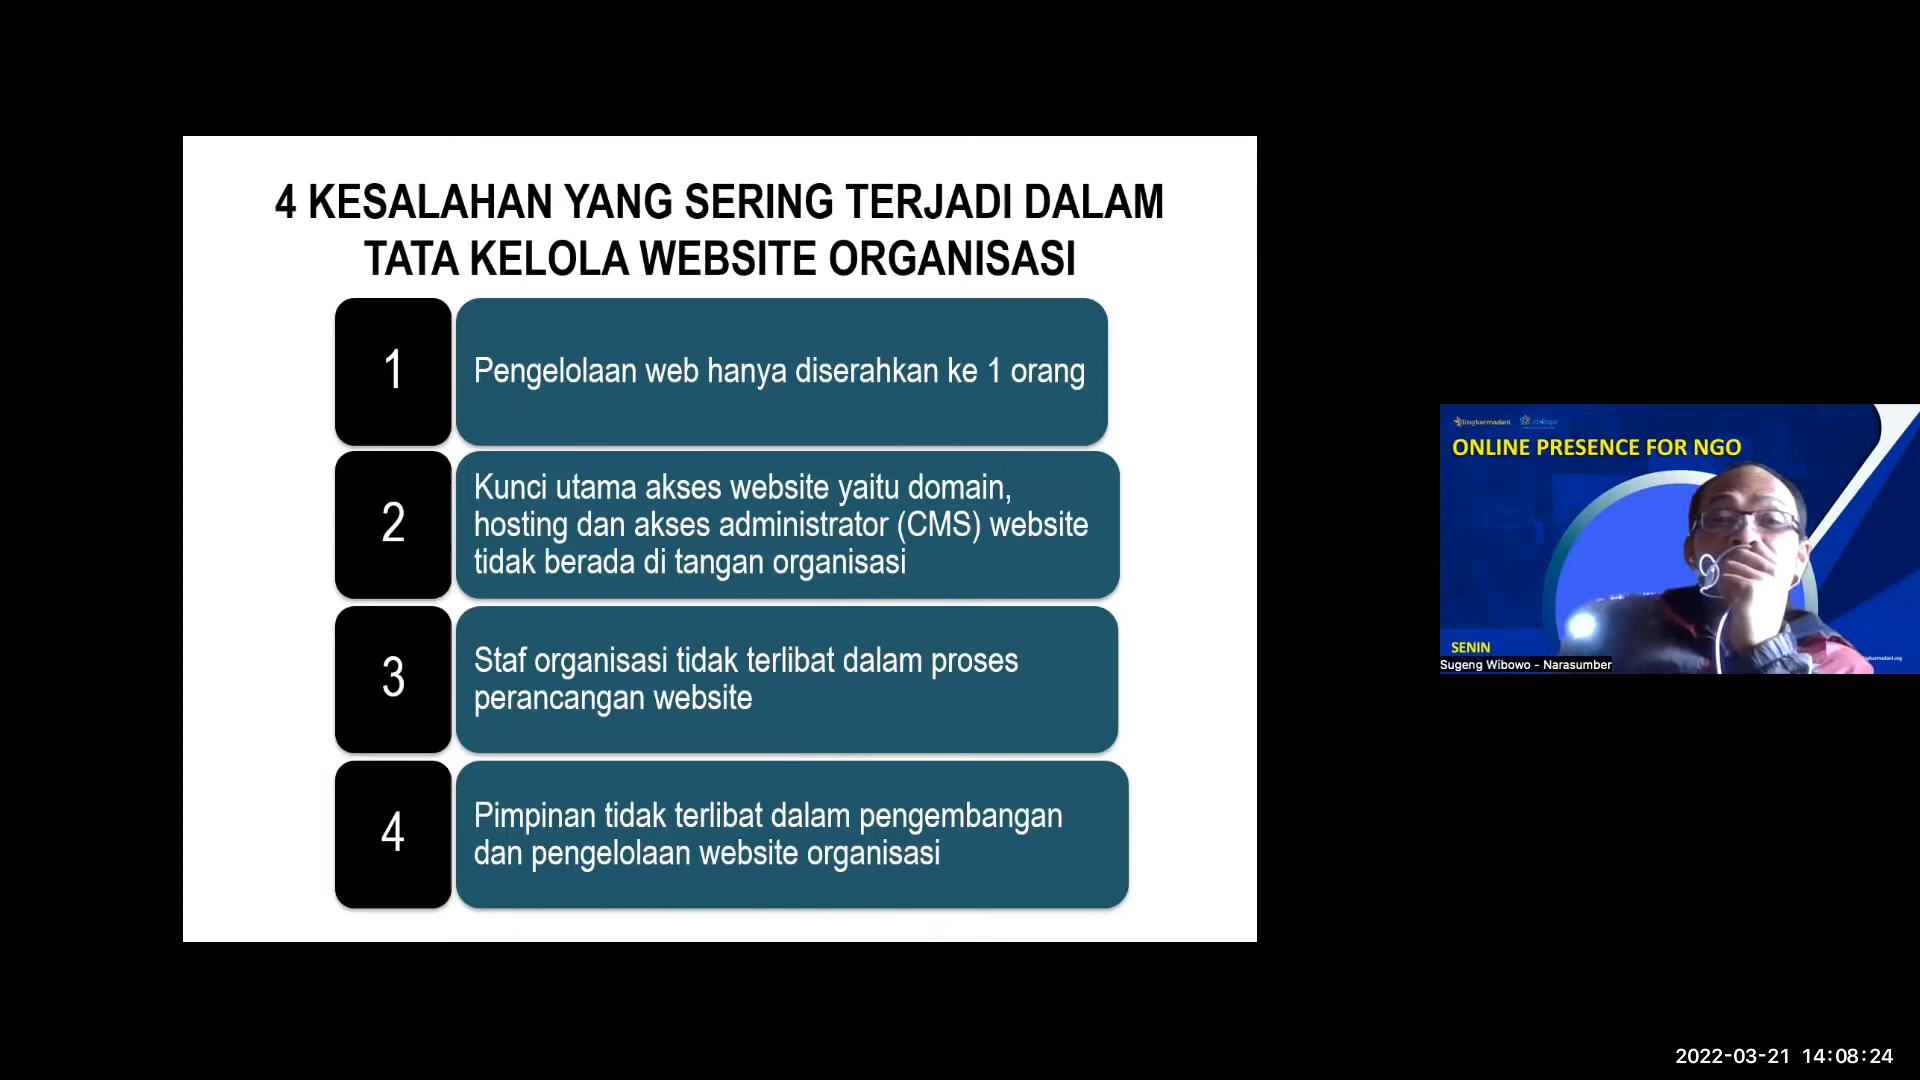 4 KESALAHAN YANG SERING TERJADI DALAM
TATA KELOLA WEBSITE ORGANISASI
1
Pengelolaan web hanya diserahkan ke 1 orang
2
Kunci utama akses website yaitu domain,
hosting dan akses administrator (CMS) website
tidak berada di tangan organisasi
3
Staf organisasi tidak terlibat dalam proses
perancangan website
4
Pimpinan tidak terlibat dalam pengembangan
dan pengelolaan website organisasi
lingkarmadani
ONLINE PRESENCE FOR NGO
SENIN
Sugeng Wibowo - Narasumber
2022-03-21 14:08:24